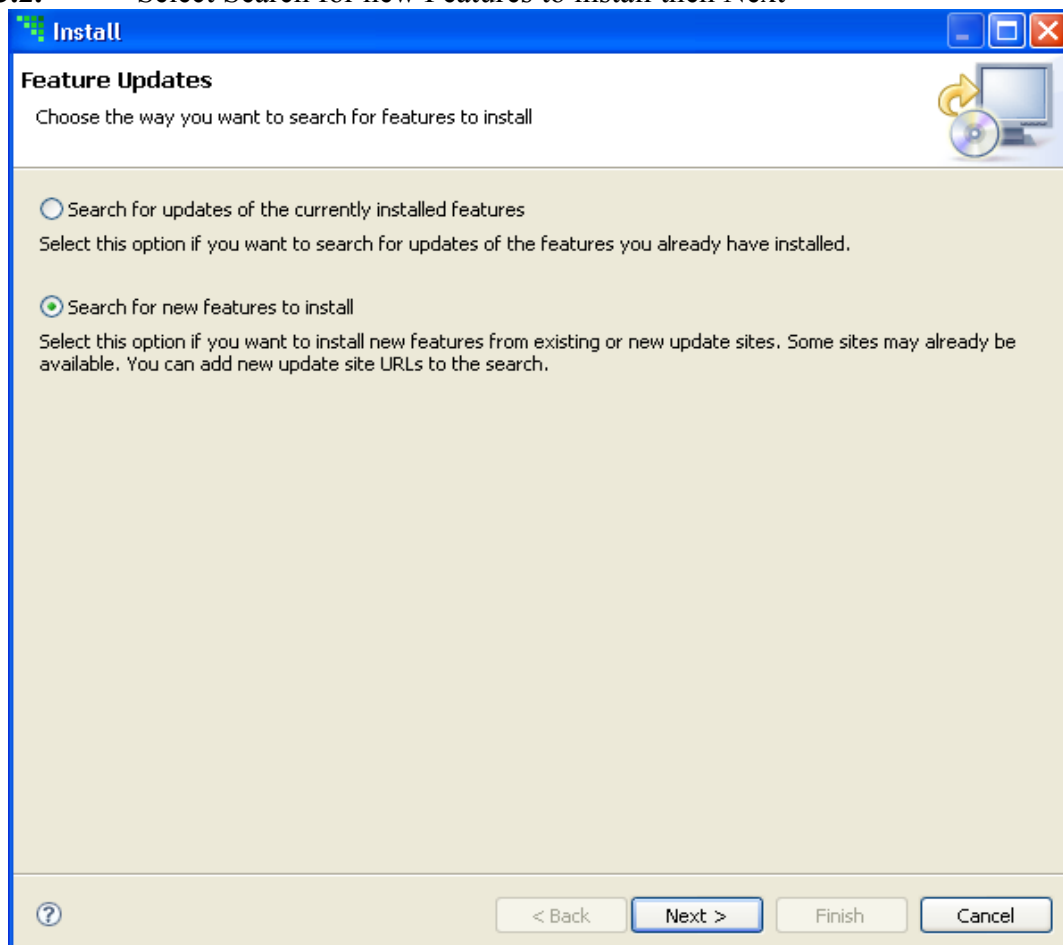 3.2. Select Search for new Features to install then Next
Install
Feature Updates
Choose the way you want to search for features to install
Search for updates of the currently installed features
Select this option if you want to search for updates of the features you already have installed.
Search for new features to install
Select this option if you want to install new features from existing or new update sites. Some sites may already be
available. You can add new update site URLs to the search.
?
< Back Next > Finish Cancel